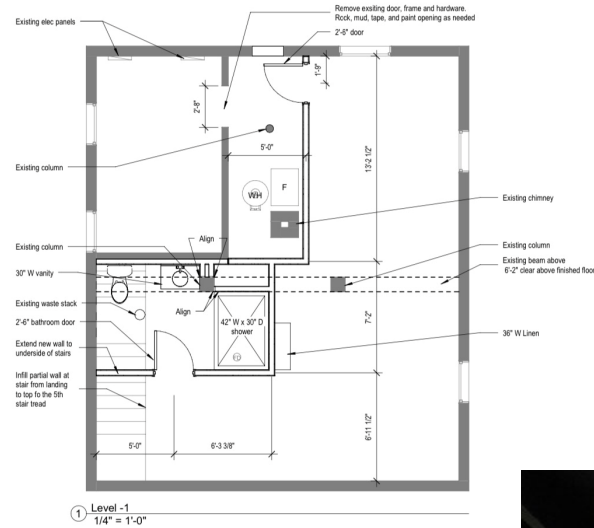 Existing elec panels
Remove exsiting door, frame and hardware.
Rock, mud, tape, and paint opening as needed
2'-6" door
1'-9"
2'-8"
5'-0"
13'-2 1/2"
Existing column
WH
F
Existing chimney
Align
Existing column
30" W vanity
Existing column
Existing beam above
6'-2" clear above finished floor
Existing waste stack
Align
2'-6" bathroom door
42" W x 30" D
shower
7'-2"
36" W Linen
Extend new wall to
underside of stairs
Infill partial wall at
stair from landing
to top fo the 5th
stair tread
5'-0"
6'-3 3/8"
6'-11 1/2"
1
Level -1
1/4" = 1'-0"